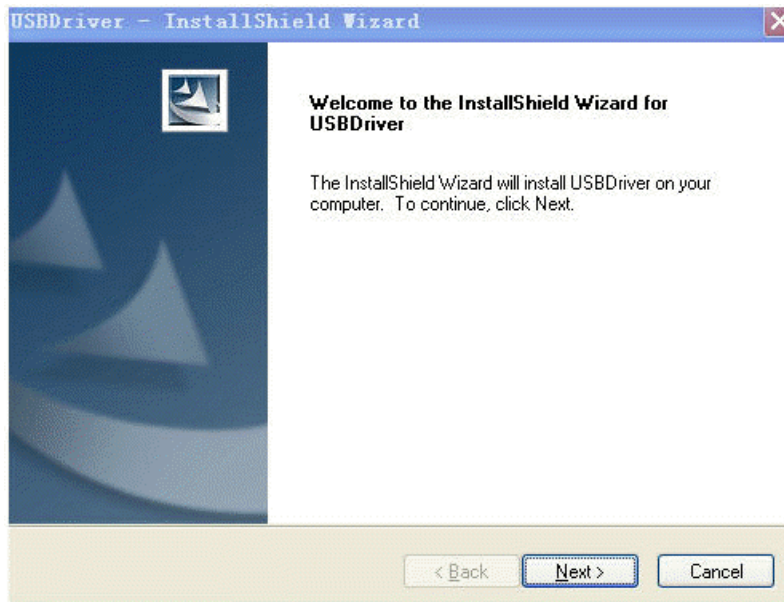 USBDriver - InstallShield Wizard
Welcome to the InstallShield Wizard for
USBDriver
The InstallShield Wizard will install USBDriver on your
computer. To continue, click Next.
< Back
Next >
Cancel